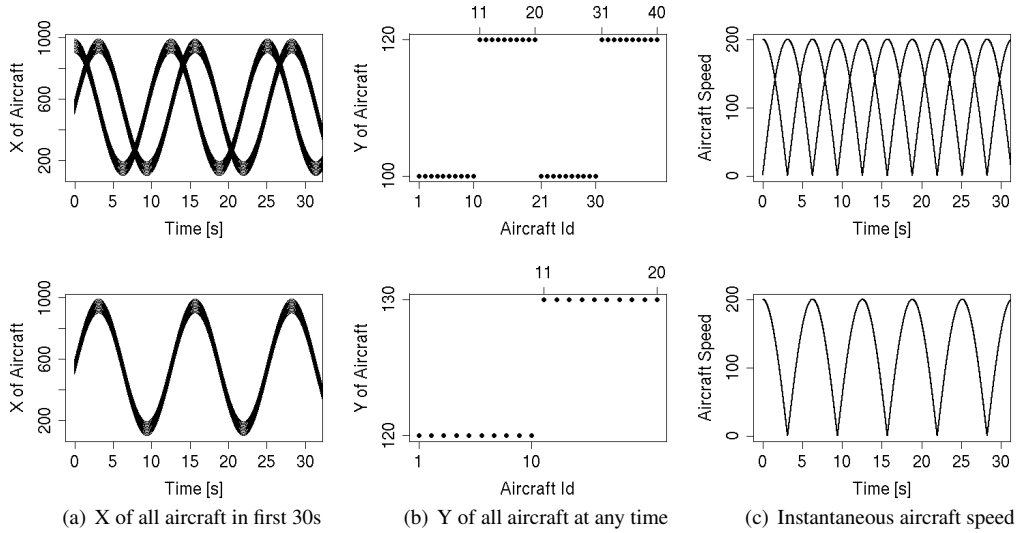 X of Aircraft
200 600 1000
0 5 10 15 20 25 30
Time [s]
11 20 31 40
Y of Aircraft
100 120
1 10 21 30
Aircraft Id
Aircraft Speed
0 100 200
0 5 10 15 20 25 30
Time [s]
X of Aircraft
200 600 1000
0 5 10 15 20 25 30
Time [s]
11 20
Y of Aircraft
120 130
1 10
Aircraft Id
Aircraft Speed
0 100 200
0 5 10 15 20 25 30
Time [s]
(a) X of all aircraft in first 30s
(b) Y of all aircraft at any time
(c) Instantaneous aircraft speed